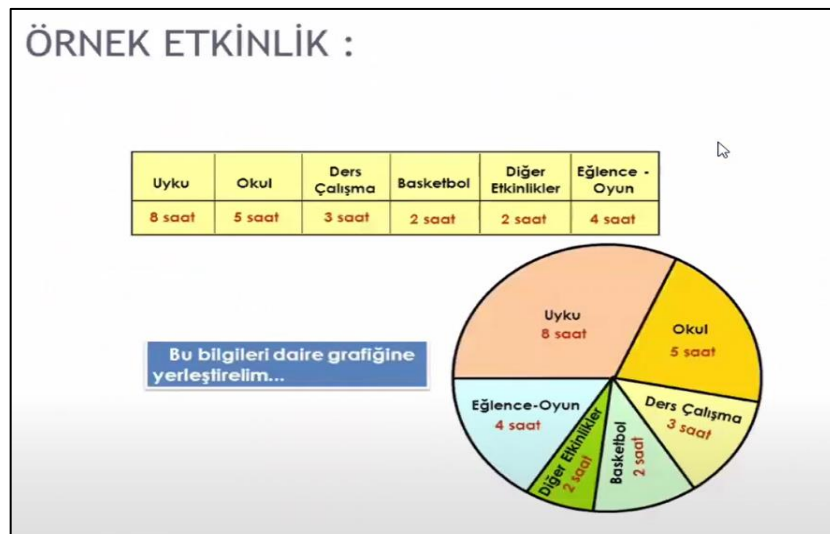 ÖRNEK ETKİNLİK :
Uyku Okul Ders Çalışma Basketbol Diğer Etkinlikler Eğlence - Oyun
8 saat 5 saat 3 saat 2 saat 2 saat 4 saat
Bu bilgileri daire grafiğine
yerleştirelim...
Uyku
8 saat
Okul
5 saat
Ders Çalışma
3 saat
Basketbol
2 saat
Diğer Etkinlikler
2 saat
Eğlence-Oyun
4 saat